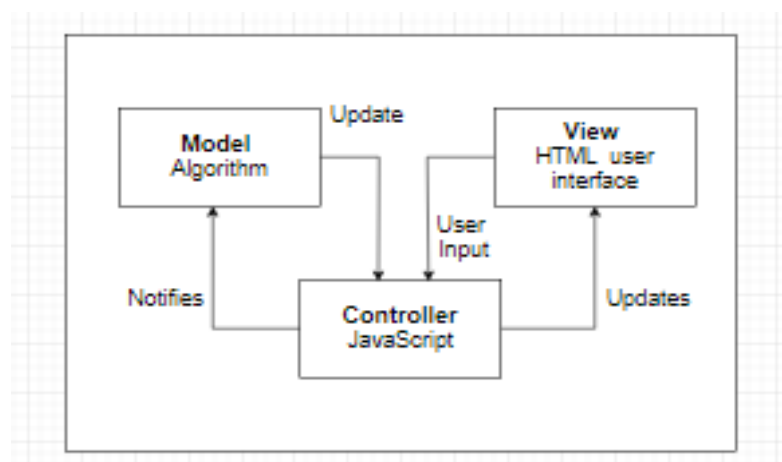 Update
Model
Algorithm
View
HTML user
interface
User
Input
Notifies
Updates
Controller
JavaScript